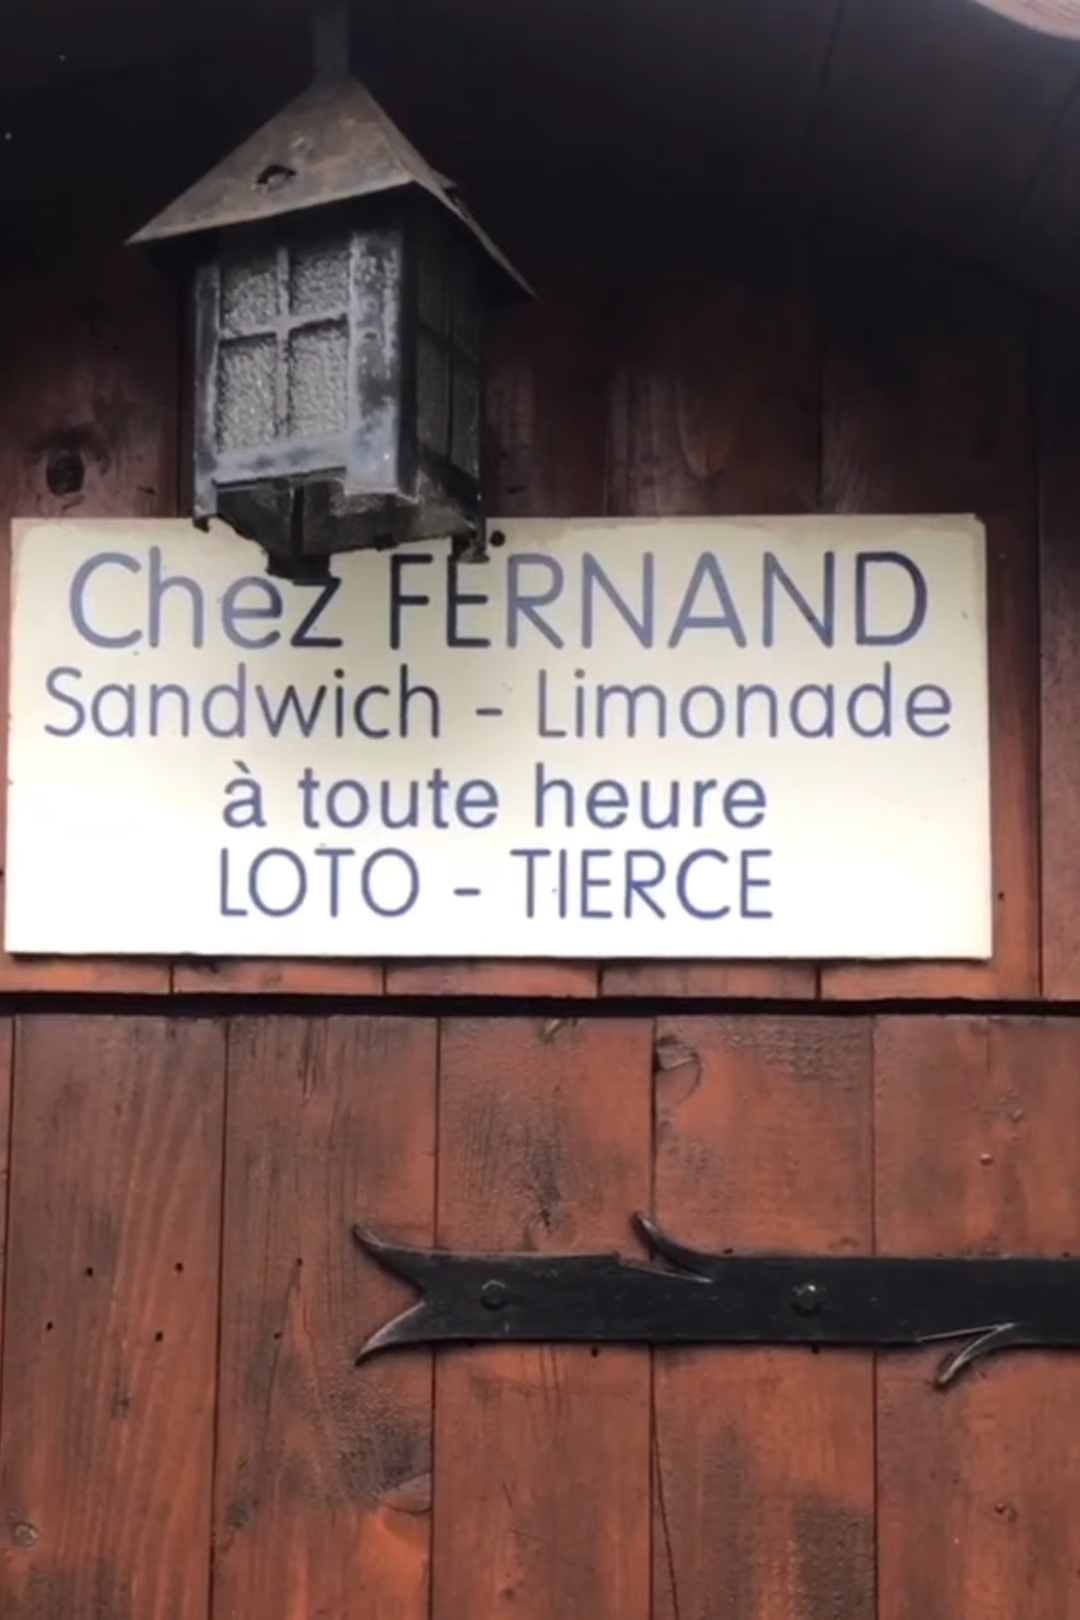 Chez FERNAND
Sandwich - Limonade
à toute heure
LOTO - TIERCE